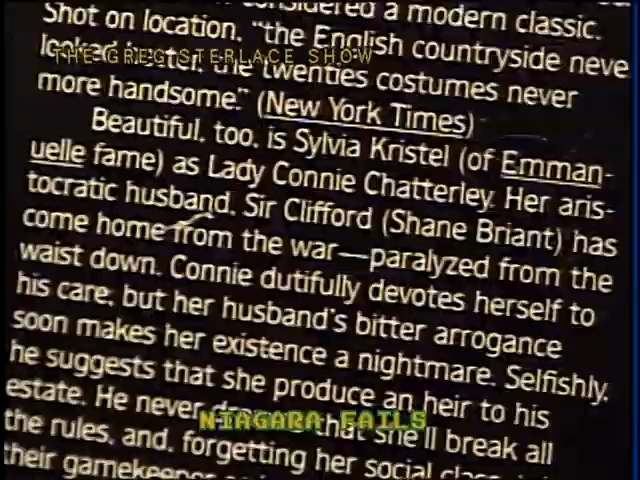 considered a modern classic.
Shot on location, "the English countryside neve
THE GREG STERLACE SHOW
the twenties costumes never
more handsome." (New York Times)
Beautiful, too, is Sylvia Kristel (of Emman-
uelle fame) as Lady Connie Chatterley. Her aris-
tocratic husband, Sir Clifford (Shane Briant) has
come home from the war—paralyzed from the
waist down. Connie dutifully devotes herself to
his care, but her husband's bitter arrogance
soon makes her existence a nightmare. Selfishly,
he suggests that she produce an heir to his
estate. He never that she'll break all
NIAGARA FALLS
the rules, and, forgetting her social
their gamekeeper